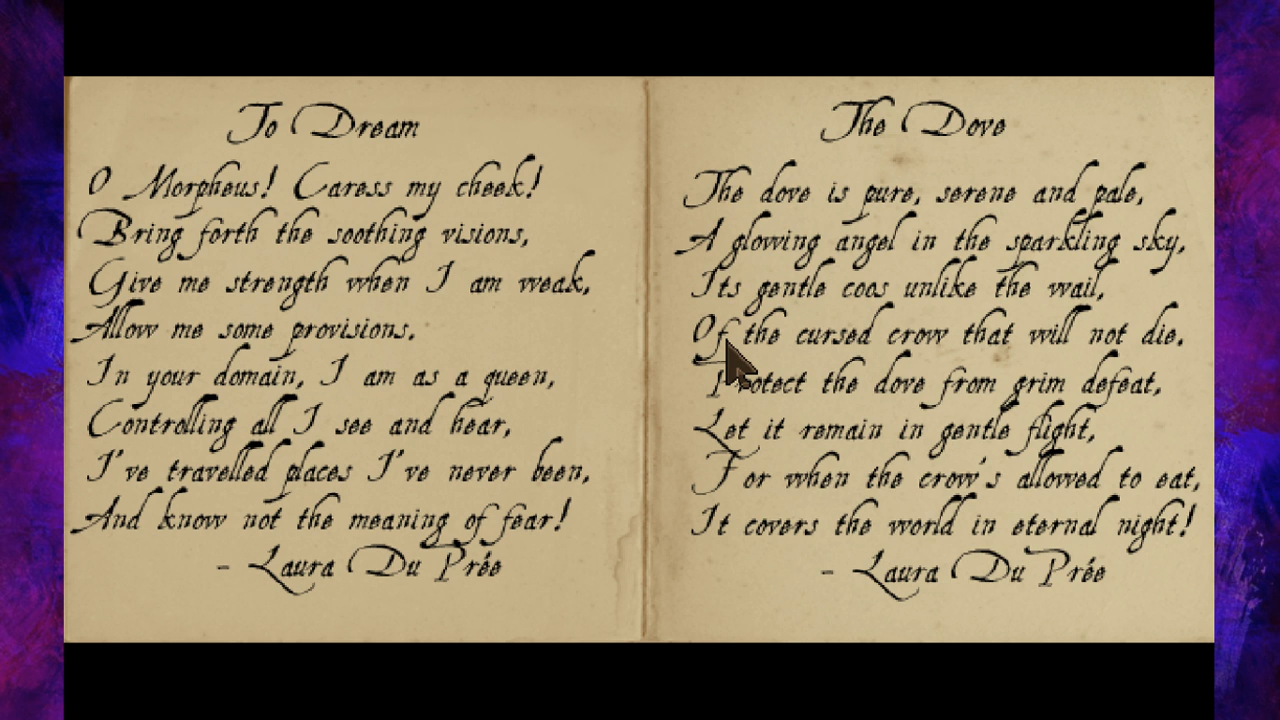 To Dream
O Morpheus! Caress my cheek!
Bring forth the soothing visions,
Give me strength when I am weak,
Allow me some provisions.
In your domain, I am as a queen,
Controlling all I see and hear,
I've travelled places I've never been,
And know not the meaning of fear!
- Laura Du Prée
The Dove
The dove is pure, serene and pale,
A glowing angel in the sparkling sky,
Its gentle coos unlike the wail,
Of the cursed crow that will not die.
Protect the dove from grim defeat,
Let it remain in gentle flight,
For when the crow's allowed to eat,
It covers the world in eternal night!
- Laura Du Prée